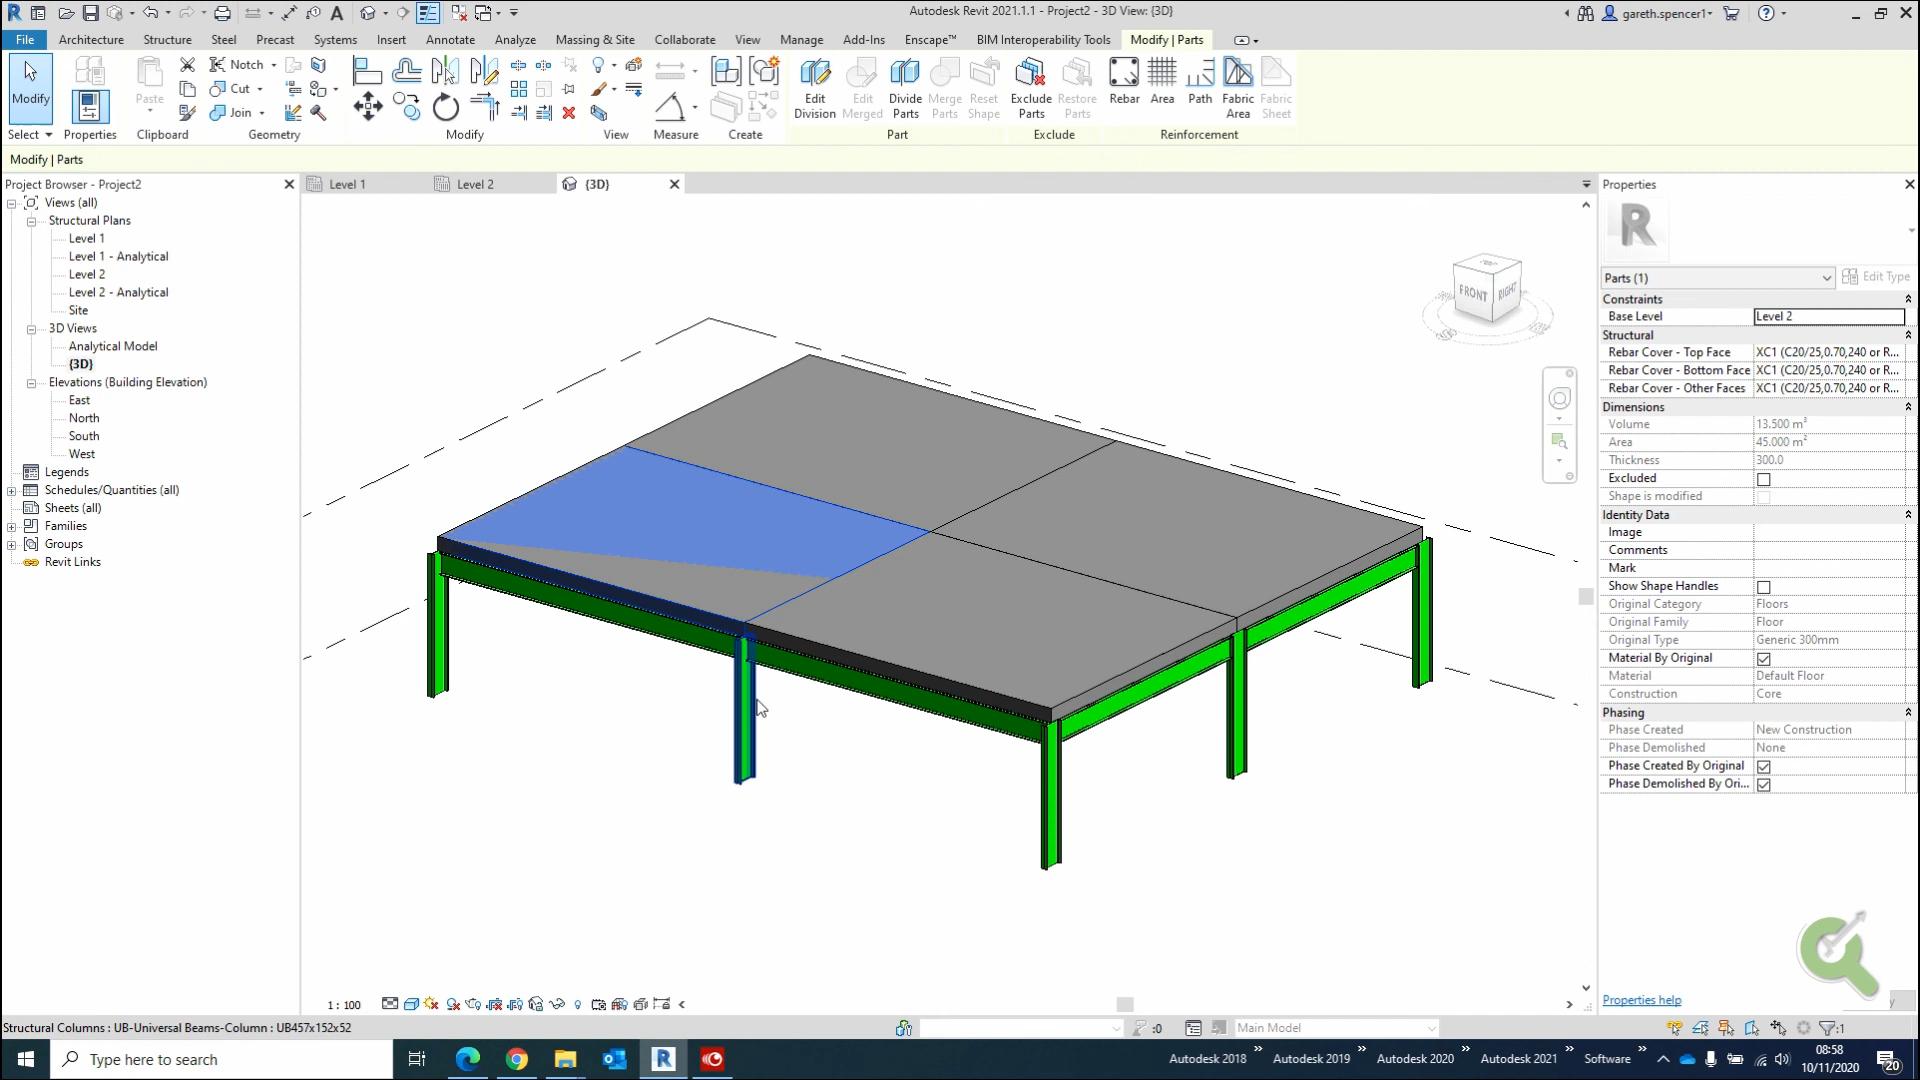 Autodesk Revit 2021.1.1 - Project2 - 3D View: {3D}
gareth.spencer1
File Architecture Structure Steel Precast Systems Insert Annotate Analyze Massing & Site Collaborate View Manage Add-Ins Enscape™ BIM Interoperability Tools Modify | Parts
Modify
Select
Properties
Paste
Clipboard
Notch
Cut
Join
Geometry
Modify
View
Measure
Create
Edit Division
Edit Merged
Divide Parts
Merge Parts
Reset Shape
Part
Exclude Parts
Restore Parts
Exclude
Rebar
Area
Path
Fabric Area
Fabric Sheet
Reinforcement
Modify | Parts
Project Browser - Project2
Views (all)
Structural Plans
Level 1
Level 1 - Analytical
Level 2
Level 2 - Analytical
Site
3D Views
Analytical Model
{3D}
Elevations (Building Elevation)
East
North
South
West
Legends
Schedules/Quantities (all)
Sheets (all)
Families
Groups
Revit Links
Level 1
Level 2
{3D}
FRONT
RIGHT
Properties
Parts (1)
Edit Type
Constraints
Base Level Level 2
Structural
Rebar Cover - Top Face XC1 (C20/25,0.70,240 or R...
Rebar Cover - Bottom Face XC1 (C20/25,0.70,240 or R...
Rebar Cover - Other Faces XC1 (C20/25,0.70,240 or R...
Dimensions
Volume 13.500 m³
Area 45.000 m²
Thickness 300.0
Excluded
Shape is modified
Identity Data
Image
Comments
Mark
Show Shape Handles
Original Category Floors
Original Family Floor
Original Type Generic 300mm
Material By Original
Material Default Floor
Construction Core
Phasing
Phase Created New Construction
Phase Demolished None
Phase Created By Original
Phase Demolished By Ori...
Properties help
1 : 100
Structural Columns : UB-Universal Beams-Column : UB457x152x52
:0
Main Model
:1
Type here to search
Autodesk 2018
Autodesk 2019
Autodesk 2020
Autodesk 2021
Software
08:58
10/11/2020
20